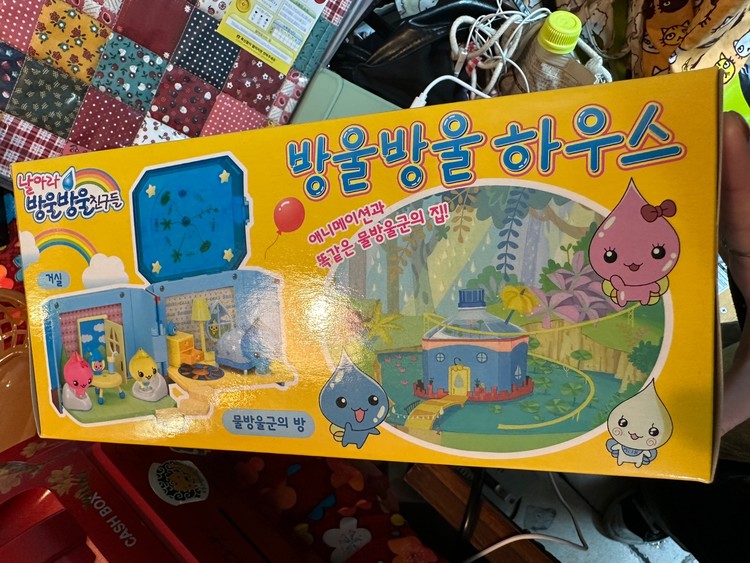 방울방울 하우스
날아라
방울방울친구들
애니메이션과
똑같은 물방울군의 집!
거실
물방울군의 방
CASH BOX